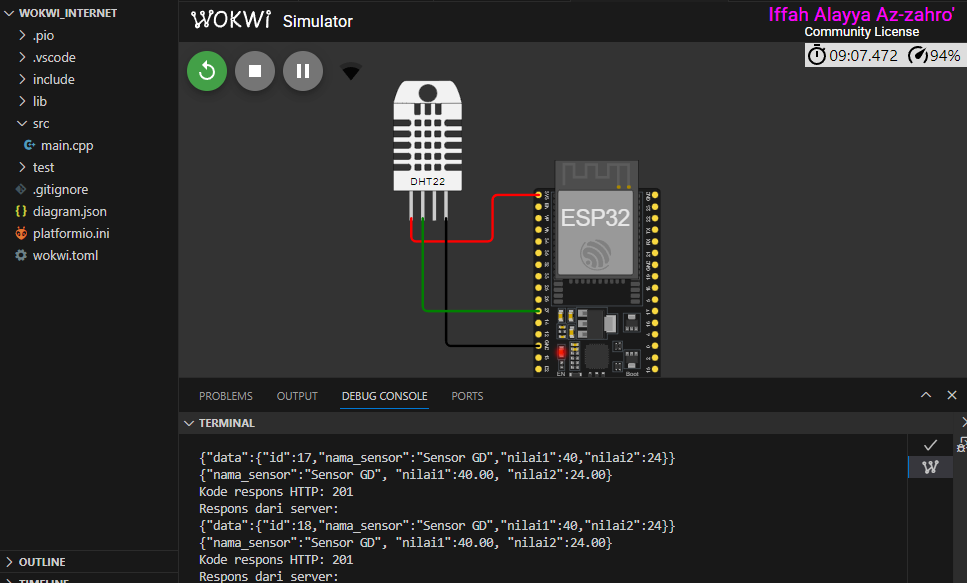 WOKWI_INTERNET
.pio
.vscode
include
lib
src
main.cpp
test
.gitignore
diagram.json
platformio.ini
wokwi.toml
OUTLINE
TIMELINE
WOKWI Simulator
Iffah Alayya Az-zahro'
Community License
09:07.472 94%
DHT22
ESP32
EN
Boot
PROBLEMS OUTPUT DEBUG CONSOLE PORTS
TERMINAL
{"data":{"id":17,"nama_sensor":"Sensor GD","nilai1":40,"nilai2":24}}
{"nama_sensor":"Sensor GD", "nilai1":40.00, "nilai2":24.00}
Kode respons HTTP: 201
Respons dari server:
{"data":{"id":18,"nama_sensor":"Sensor GD","nilai1":40,"nilai2":24}}
{"nama_sensor":"Sensor GD", "nilai1":40.00, "nilai2":24.00}
Kode respons HTTP: 201
Respons dari server: